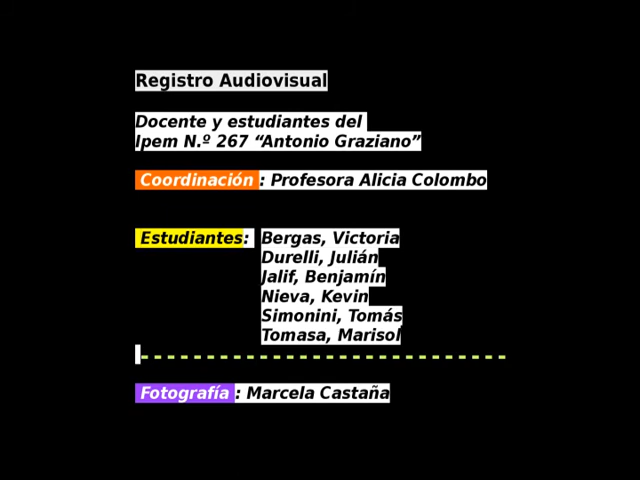 Registro Audiovisual
Docente y estudiantes del
Ipem N.º 267 “Antonio Graziano”
Coordinación : Profesora Alicia Colombo
Estudiantes: Bergas, Victoria
Durelli, Julián
Jalif, Benjamín
Nieva, Kevin
Simonini, Tomás
Tomasa, Marisol
- - - - - - - - - - - - - - - - - - - - - - - - - - - -
Fotografía : Marcela Castaña